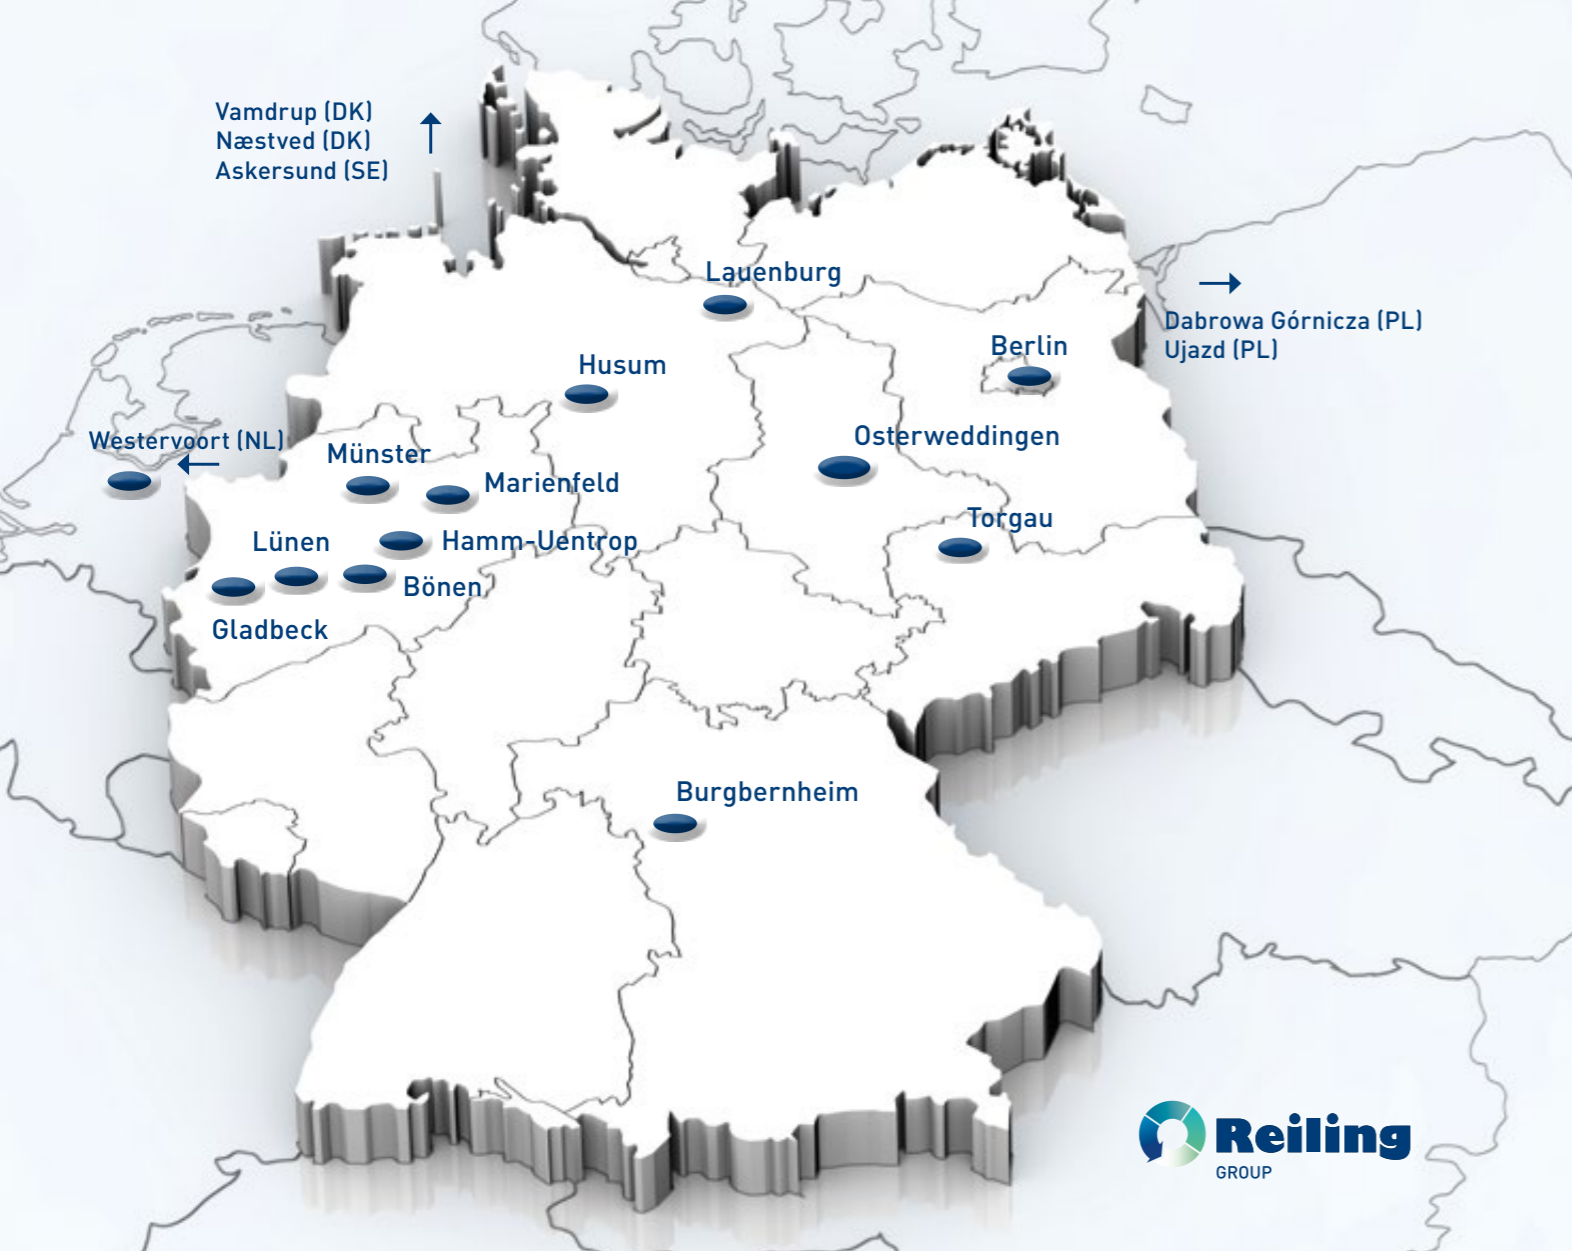 Vamdrup (DK)
Næstved (DK)
Askersund (SE)
Lauenburg
Dabrowa Górnicza (PL)
Ujazd (PL)
Berlin
Husum
Westervoort (NL)
Münster
Osterweddingen
Marienfeld
Torgau
Lünen
Hamm-Uentrop
Bönen
Gladbeck
Burgbernheim
Reiling
GROUP